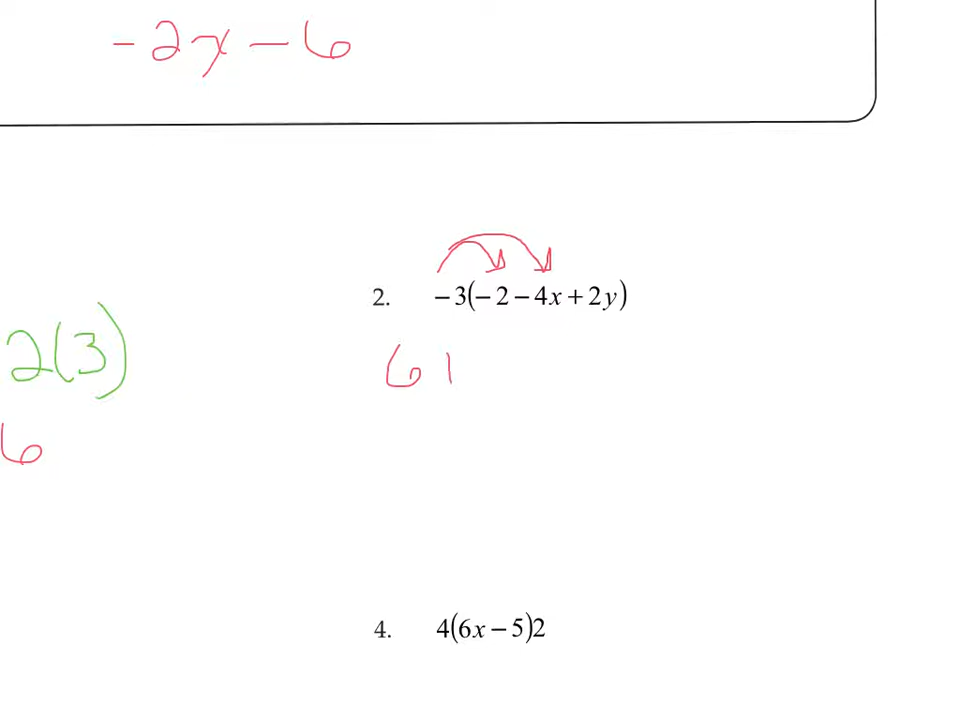 -2x - 6
2. -3(-2-4x+2y)
2(3)
6 |
6
4. 4(6x-5)2